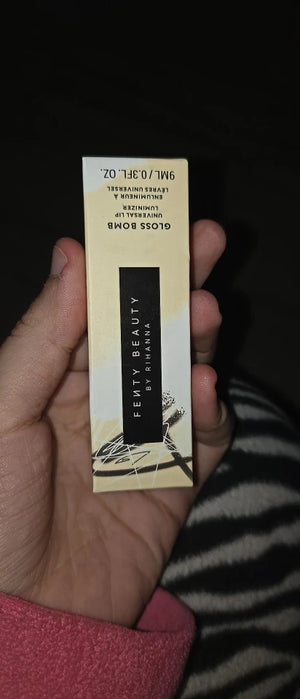 GLOSS BOMB
UNIVERSAL LIP
LUMINIZER
ENLUMINEUR À
LÈVRES UNIVERSEL
9ML / 0.3FL. OZ.
FENTY BEAUTY
BY RIHANNA